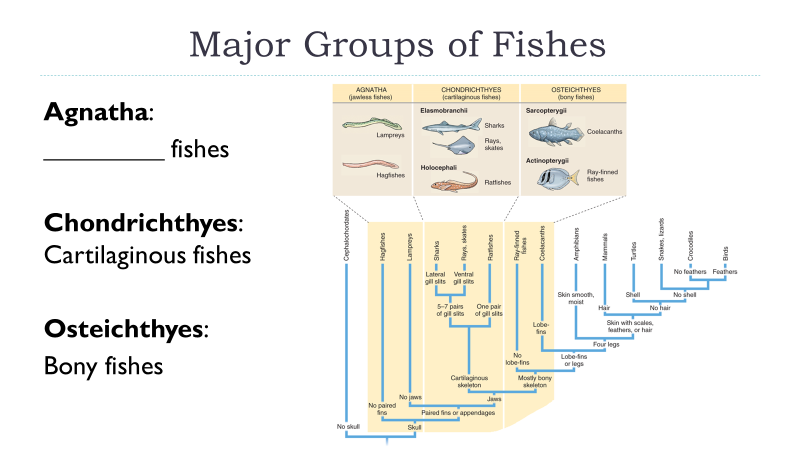 Major Groups of Fishes
Agnatha:
__________ fishes
Chondrichthyes:
Cartilaginous fishes
Osteichthyes:
Bony fishes
AGNATHA
(jawless fishes)
Lampreys
Hagfishes
CHONDRICHTHYES
(cartilaginous fishes)
Elasmobranchii
Sharks
Rays,
skates
Holocephali
Ratfishes
OSTEICHTHYES
(bony fishes)
Sarcopterygii
Coelacanths
Actinopterygii
Ray-finned
fishes
Cephalochordates
Hagfishes
Lampreys
Sharks
Rays, skates
Ratfishes
Ray-finned
fishes
Coelacanths
Amphibians
Mammals
Turtles
Snakes, lizards
Crocodiles
Birds
No feathers
Feathers
Lateral
gill slits
Ventral
gill slits
Shell
No shell
Skin smooth,
moist
Hair
No hair
5–7 pairs
of gill slits
One pair
of gill slits
Skin with scales,
feathers, or hair
Lobe-
fins
Four legs
No
lobe-fins
Lobe-fins
or legs
Cartilaginous
skeleton
Mostly bony
skeleton
No jaws
Jaws
No paired
fins
Paired fins or appendages
No skull
Skull